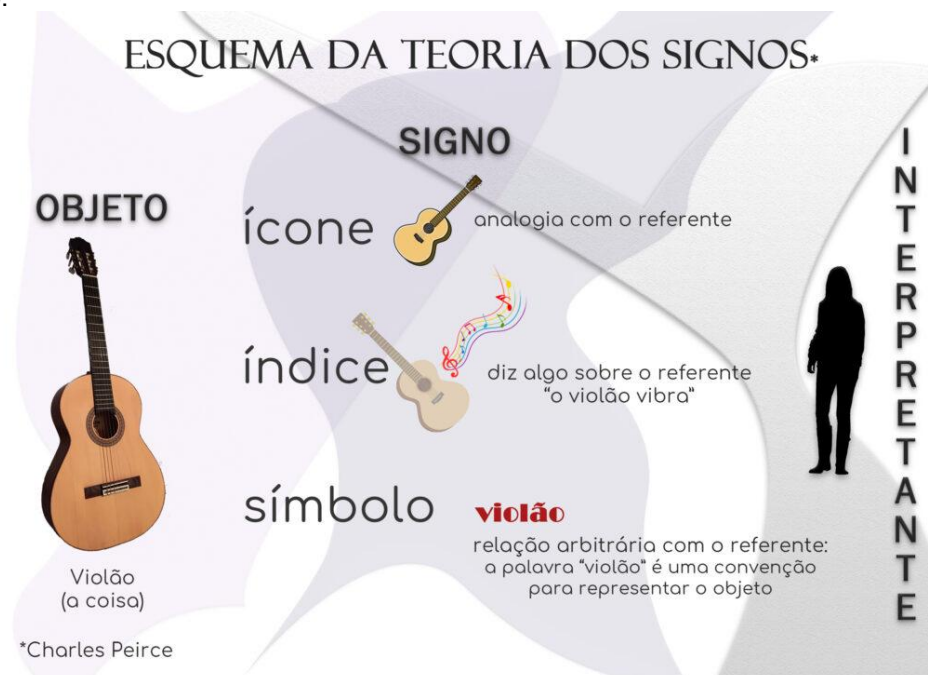 .
ESQUEMA DA TEORIA DOS SIGNOS*
SIGNO
OBJETO
ícone
analogia com o referente
índice
diz algo sobre o referente
“o violão vibra”
símbolo
violão
relação arbitrária com o referente:
a palavra “violão” é uma convenção
para representar o objeto
Violão
(a coisa)
*Charles Peirce
INTERPRETANTE